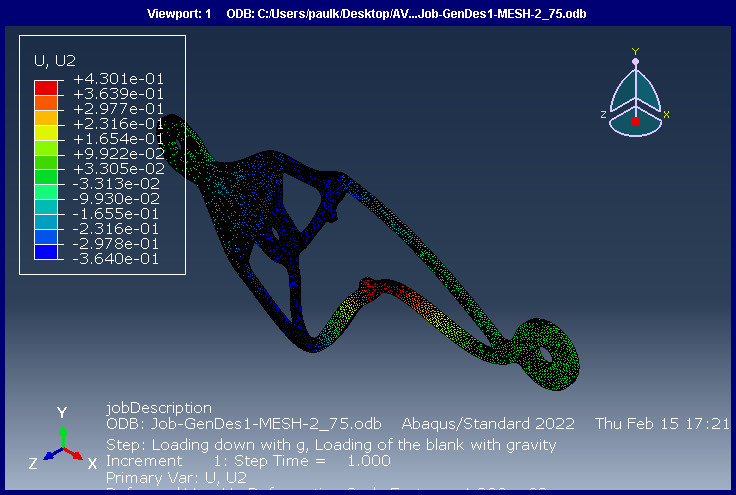 Viewport: 1 ODB: C:/Users/paulk/Desktop/AV...Job-GenDes1-MESH-2_75.odb
U, U2
+4.301e-01
+3.639e-01
+2.977e-01
+2.316e-01
+1.654e-01
+9.922e-02
+3.305e-02
-3.313e-02
-9.930e-02
-1.655e-01
-2.316e-01
-2.978e-01
-3.640e-01
Y
Z
X
Y
Z
X
jobDescription
ODB: Job-GenDes1-MESH-2_75.odb Abaqus/Standard 2022 Thu Feb 15 17:21
Step: Loading down with g, Loading of the blank with gravity
Increment 1: Step Time = 1.000
Primary Var: U, U2